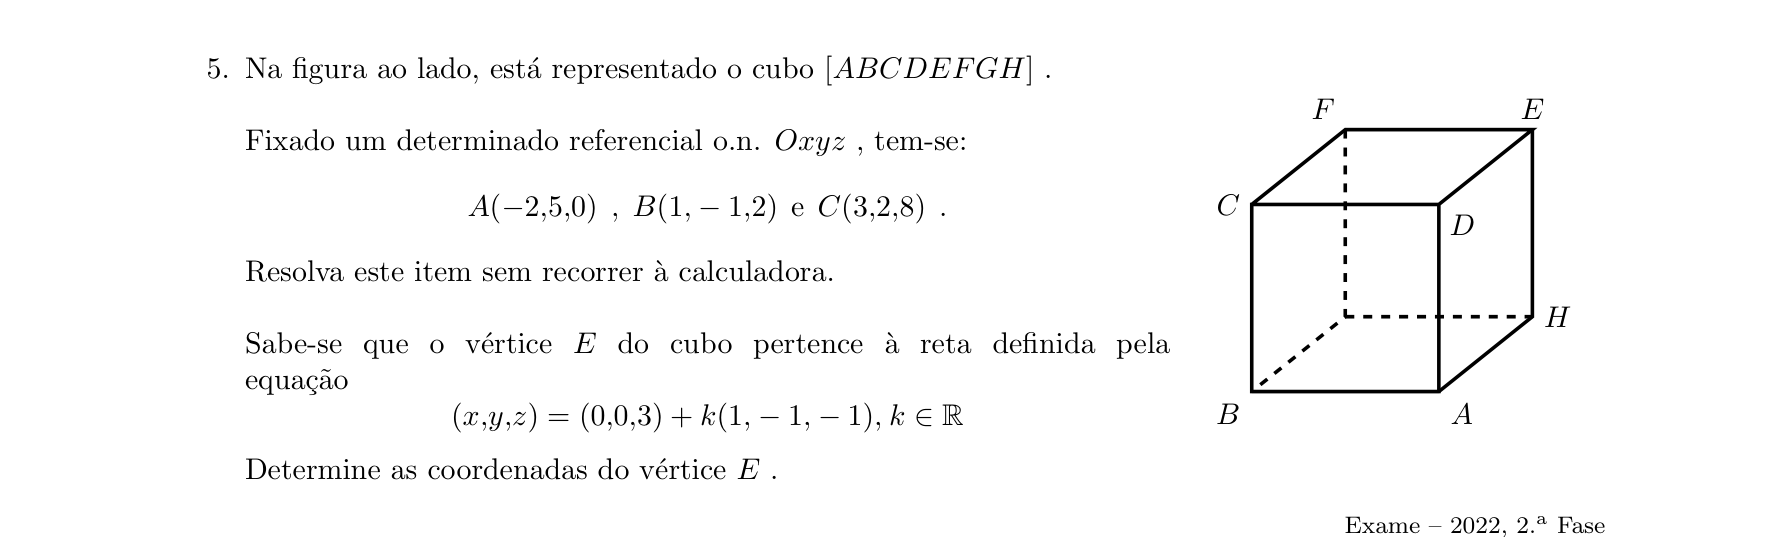 5. Na figura ao lado, está representado o cubo [ABCDEFGH] .
Fixado um determinado referencial o.n. Oxyz , tem-se:
A(−2,5,0) , B(1, − 1,2) e C(3,2,8) .
Resolva este item sem recorrer à calculadora.
Sabe-se que o vértice E do cubo pertence à reta definida pela
equação
(x,y,z) = (0,0,3) + k(1, − 1, − 1), k ∈ ℝ
Determine as coordenadas do vértice E .
F E
C D
H
B A
Exame – 2022, 2.ª Fase